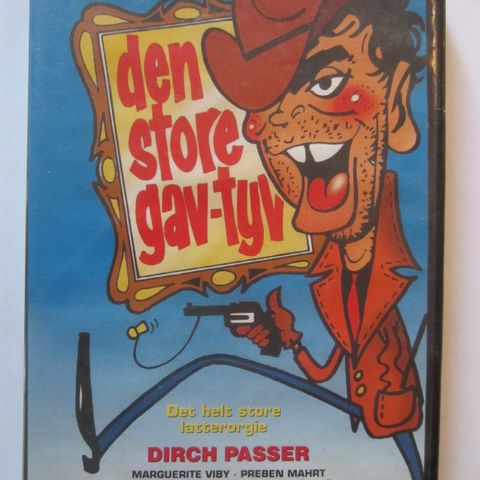 den
store
gav-tyv
Det helt store
latterorgie
DIRCH PASSER
MARGUERITE VIBY · PREBEN MAHRT